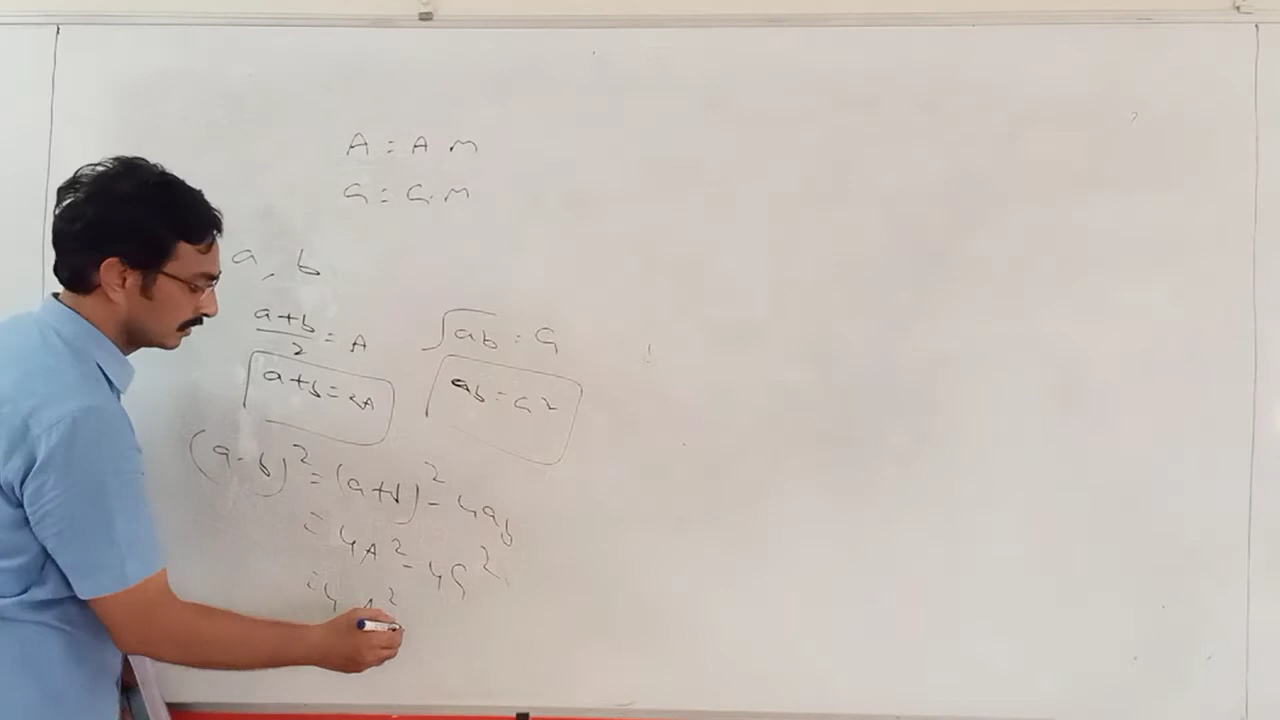 A = A M
G = G.M
a, b
a+b/2 = A √ab = G
a+b=2A ab = G²
(a-b)² = (a+b)² - 4ab
= 4A² - 4G²
= 4 A²